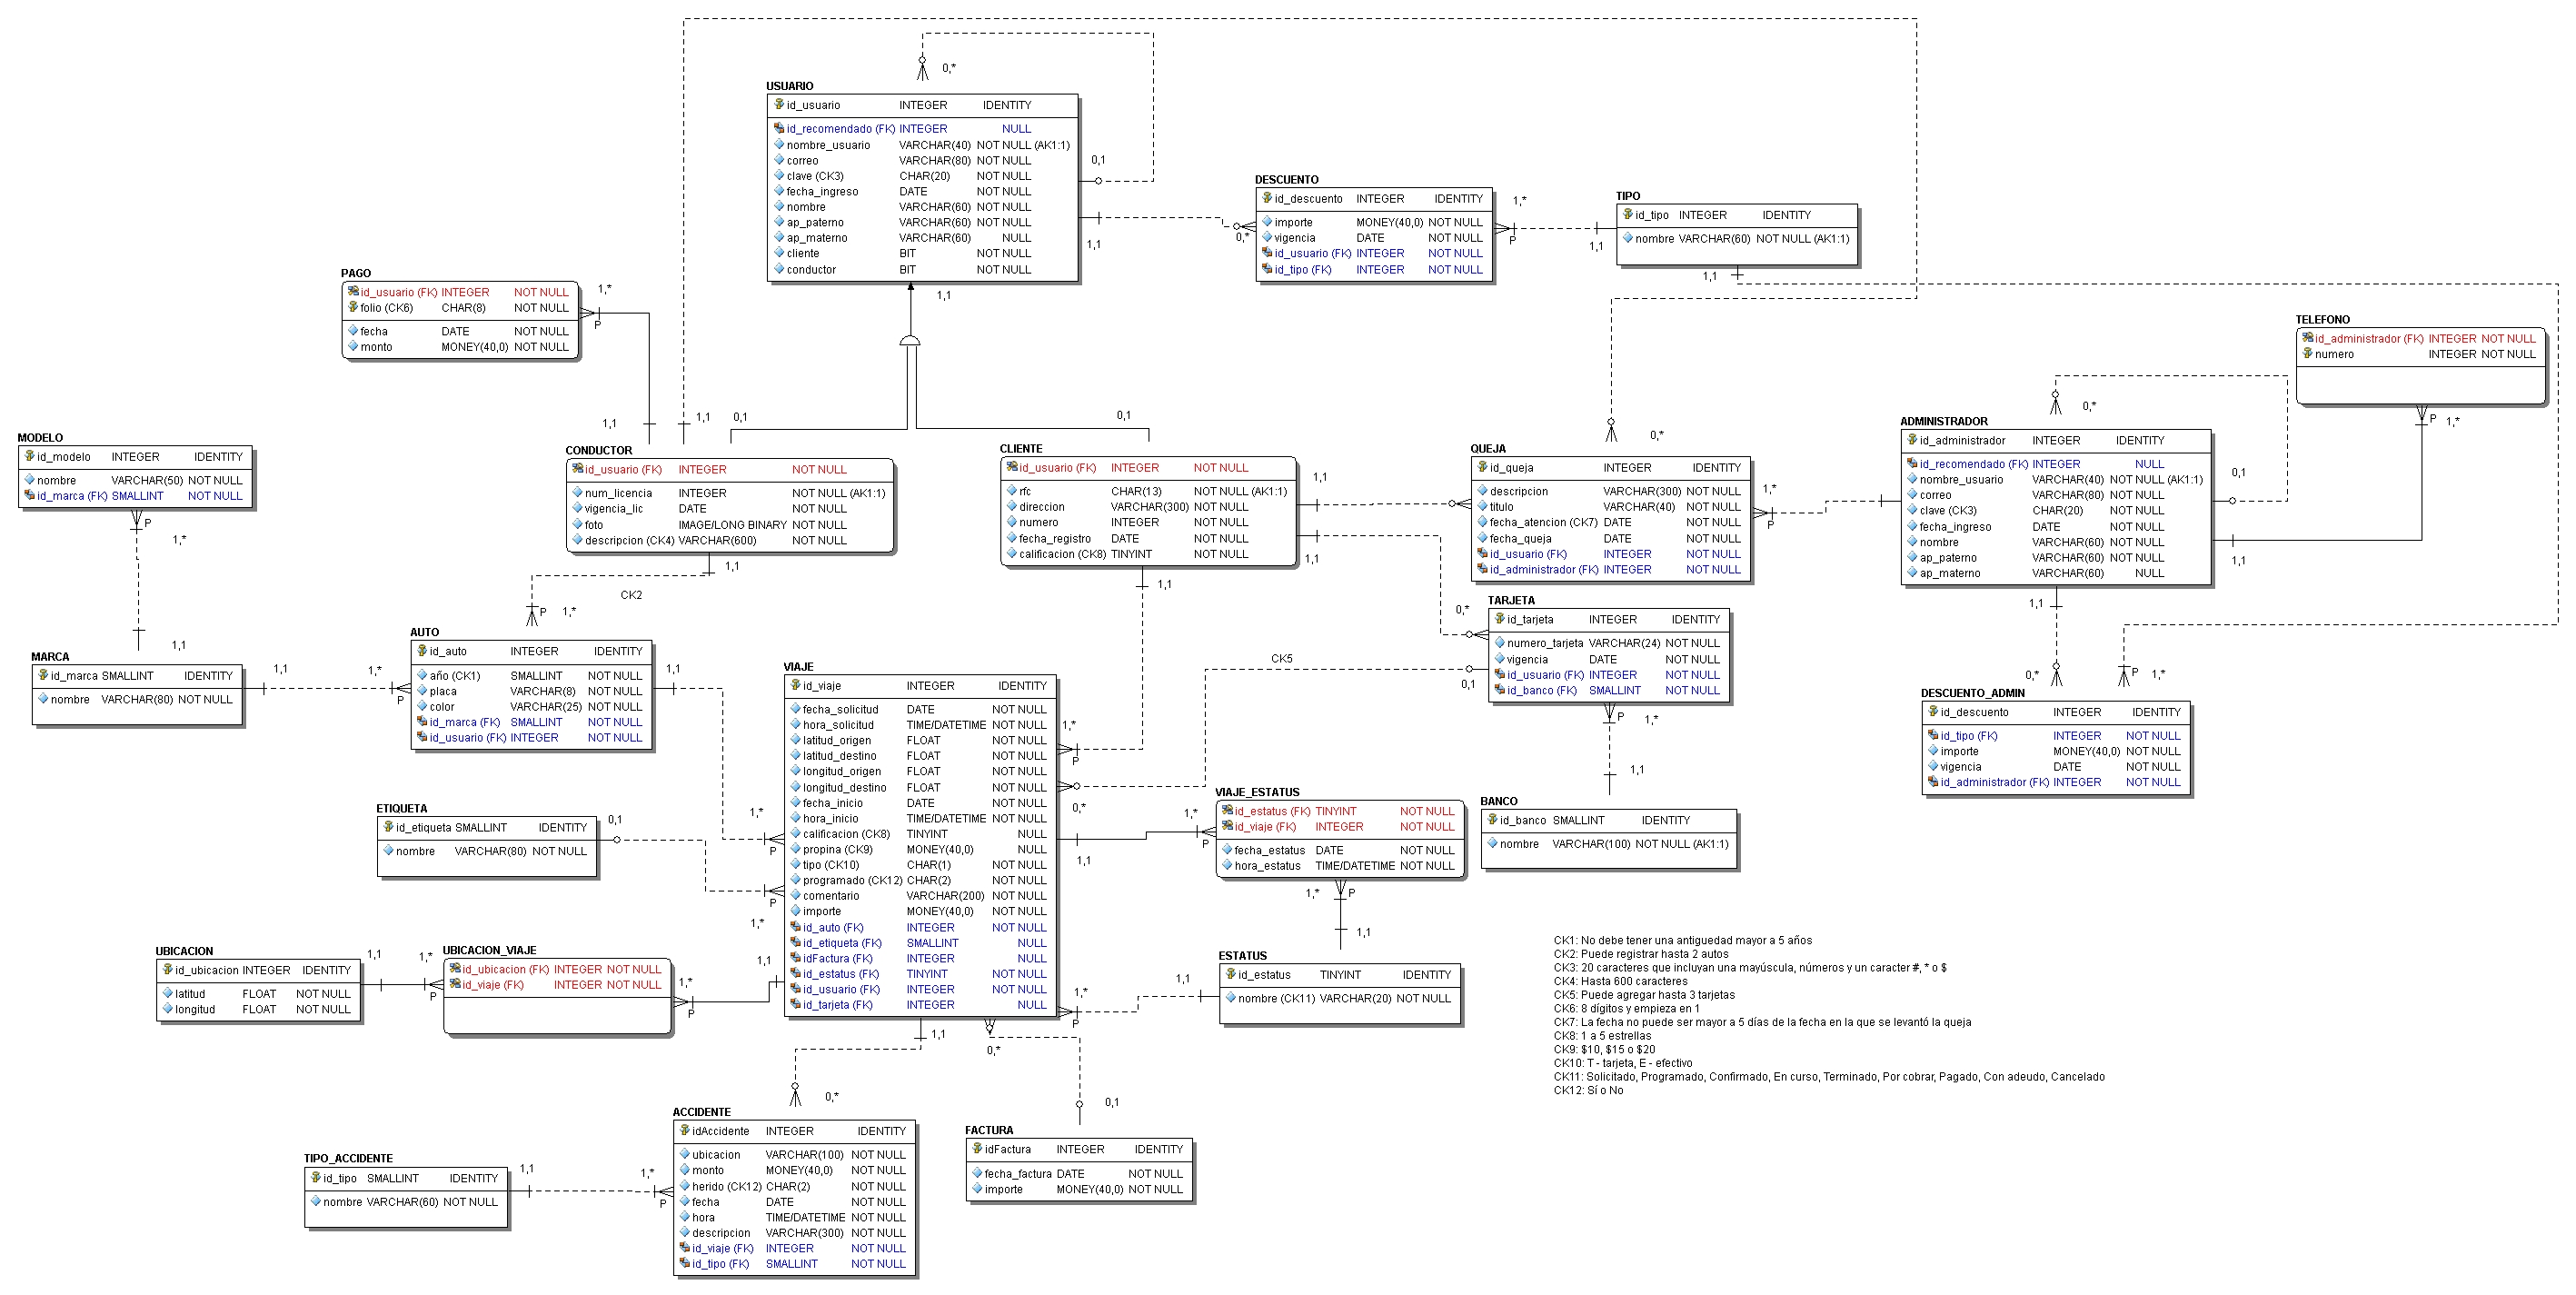 USUARIO
id_usuario INTEGER IDENTITY
id_recomendado (FK) INTEGER NULL
nombre_usuario VARCHAR(40) NOT NULL (AK1:1)
correo VARCHAR(80) NOT NULL
clave (CK3) CHAR(20) NOT NULL
fecha_ingreso DATE NOT NULL
nombre VARCHAR(60) NOT NULL
ap_paterno VARCHAR(60) NOT NULL
ap_materno VARCHAR(60) NULL
cliente BIT NOT NULL
conductor BIT NOT NULL
0,*
0,1
1,1
0,*
1,1
DESCUENTO
id_descuento INTEGER IDENTITY
importe MONEY(40,0) NOT NULL
vigencia DATE NOT NULL
id_usuario (FK) INTEGER NOT NULL
id_tipo (FK) INTEGER NOT NULL
1,*
P
1,1
TIPO
id_tipo INTEGER IDENTITY
nombre VARCHAR(60) NOT NULL (AK1:1)
1,1
PAGO
id_usuario (FK) INTEGER NOT NULL
folio (CK6) CHAR(8) NOT NULL
fecha DATE NOT NULL
monto MONEY(40,0) NOT NULL
1,*
P
1,1
1,1
0,1
0,1
TELEFONO
id_administrador (FK) INTEGER NOT NULL
numero INTEGER NOT NULL
P
1,*
MODELO
id_modelo INTEGER IDENTITY
nombre VARCHAR(50) NOT NULL
id_marca (FK) SMALLINT NOT NULL
P
1,*
1,1
CONDUCTOR
id_usuario (FK) INTEGER NOT NULL
num_licencia INTEGER NOT NULL (AK1:1)
vigencia_lic DATE NOT NULL
foto IMAGE/LONG BINARY NOT NULL
descripcion (CK4) VARCHAR(600) NOT NULL
1,1
CK2
P
1,*
CLIENTE
id_usuario (FK) INTEGER NOT NULL
rfc CHAR(13) NOT NULL (AK1:1)
direccion VARCHAR(300) NOT NULL
numero INTEGER NOT NULL
fecha_registro DATE NOT NULL
calificacion (CK8) TINYINT NOT NULL
1,1
1,1
1,1
0,*
QUEJA
id_queja INTEGER IDENTITY
descripcion VARCHAR(300) NOT NULL
titulo VARCHAR(40) NOT NULL
fecha_atencion (CK7) DATE NOT NULL
fecha_queja DATE NOT NULL
id_usuario (FK) INTEGER NOT NULL
id_administrador (FK) INTEGER NOT NULL
1,*
P
ADMINISTRADOR
id_administrador INTEGER IDENTITY
id_recomendado (FK) INTEGER NULL
nombre_usuario VARCHAR(40) NOT NULL (AK1:1)
correo VARCHAR(80) NOT NULL
clave (CK3) CHAR(20) NOT NULL
fecha_ingreso DATE NOT NULL
nombre VARCHAR(60) NOT NULL
ap_paterno VARCHAR(60) NOT NULL
ap_materno VARCHAR(60) NULL
0,*
0,1
1,1
1,1
0,*
P
1,*
MARCA
id_marca SMALLINT IDENTITY
nombre VARCHAR(80) NOT NULL
1,1
1,*
P
AUTO
id_auto INTEGER IDENTITY
año (CK1) SMALLINT NOT NULL
placa VARCHAR(8) NOT NULL
color VARCHAR(25) NOT NULL
id_marca (FK) SMALLINT NOT NULL
id_usuario (FK) INTEGER NOT NULL
1,1
1,*
P
TARJETA
id_tarjeta INTEGER IDENTITY
numero_tarjeta VARCHAR(24) NOT NULL
vigencia DATE NOT NULL
id_usuario (FK) INTEGER NOT NULL
id_banco (FK) SMALLINT NOT NULL
0,*
CK5
0,1
P
1,*
1,1
VIAJE
id_viaje INTEGER IDENTITY
fecha_solicitud DATE NOT NULL
hora_solicitud TIME/DATETIME NOT NULL
latitud_origen FLOAT NOT NULL
latitud_destino FLOAT NOT NULL
longitud_origen FLOAT NOT NULL
longitud_destino FLOAT NOT NULL
fecha_inicio DATE NOT NULL
hora_inicio TIME/DATETIME NOT NULL
calificacion (CK8) TINYINT NULL
propina (CK9) MONEY(40,0) NULL
tipo (CK10) CHAR(1) NOT NULL
programado (CK12) CHAR(2) NOT NULL
comentario VARCHAR(200) NOT NULL
importe MONEY(40,0) NOT NULL
id_auto (FK) INTEGER NOT NULL
id_etiqueta (FK) SMALLINT NULL
idFactura (FK) INTEGER NULL
id_estatus (FK) TINYINT NOT NULL
id_usuario (FK) INTEGER NOT NULL
id_tarjeta (FK) INTEGER NULL
1,*
P
0,*
1,1
1,*
P
DESCUENTO_ADMIN
id_descuento INTEGER IDENTITY
id_tipo (FK) INTEGER NOT NULL
importe MONEY(40,0) NOT NULL
vigencia DATE NOT NULL
id_administrador (FK) INTEGER NOT NULL
VIAJE_ESTATUS
id_estatus (FK) TINYINT NOT NULL
id_viaje (FK) INTEGER NOT NULL
fecha_estatus DATE NOT NULL
hora_estatus TIME/DATETIME NOT NULL
1,*
P
1,*
P
1,1
BANCO
id_banco SMALLINT IDENTITY
nombre VARCHAR(100) NOT NULL (AK1:1)
ETIQUETA
id_etiqueta SMALLINT IDENTITY
nombre VARCHAR(80) NOT NULL
0,1
P
1,*
UBICACION
id_ubicacion INTEGER IDENTITY
latitud FLOAT NOT NULL
longitud FLOAT NOT NULL
1,1
1,*
P
UBICACION_VIAJE
id_ubicacion (FK) INTEGER NOT NULL
id_viaje (FK) INTEGER NOT NULL
1,*
P
1,1
ESTATUS
id_estatus TINYINT IDENTITY
nombre (CK11) VARCHAR(20) NOT NULL
1,1
CK1: No debe tener una antiguedad mayor a 5 años
CK2: Puede registrar hasta 2 autos
CK3: 20 caracteres que incluyan una mayúscula, números y un caracter #, * o $
CK4: Hasta 600 caracteres
CK5: Puede agregar hasta 3 tarjetas
CK6: 8 dígitos y empieza en 1
CK7: La fecha no puede ser mayor a 5 días de la fecha en la que se levantó la queja
CK8: 1 a 5 estrellas
CK9: $10, $15 o $20
CK10: T - tarjeta, E - efectivo
CK11: Solicitado, Programado, Confirmado, En curso, Terminado, Por cobrar, Pagado, Con adeudo, Cancelado
CK12: Sí o No
1,1
0,*
0,*
0,1
ACCIDENTE
idAccidente INTEGER IDENTITY
ubicacion VARCHAR(100) NOT NULL
monto MONEY(40,0) NOT NULL
herido (CK12) CHAR(2) NOT NULL
fecha DATE NOT NULL
hora TIME/DATETIME NOT NULL
descripcion VARCHAR(300) NOT NULL
id_viaje (FK) INTEGER NOT NULL
id_tipo (FK) SMALLINT NOT NULL
FACTURA
idFactura INTEGER IDENTITY
fecha_factura DATE NOT NULL
importe MONEY(40,0) NOT NULL
TIPO_ACCIDENTE
id_tipo SMALLINT IDENTITY
nombre VARCHAR(60) NOT NULL
1,1
1,*
P